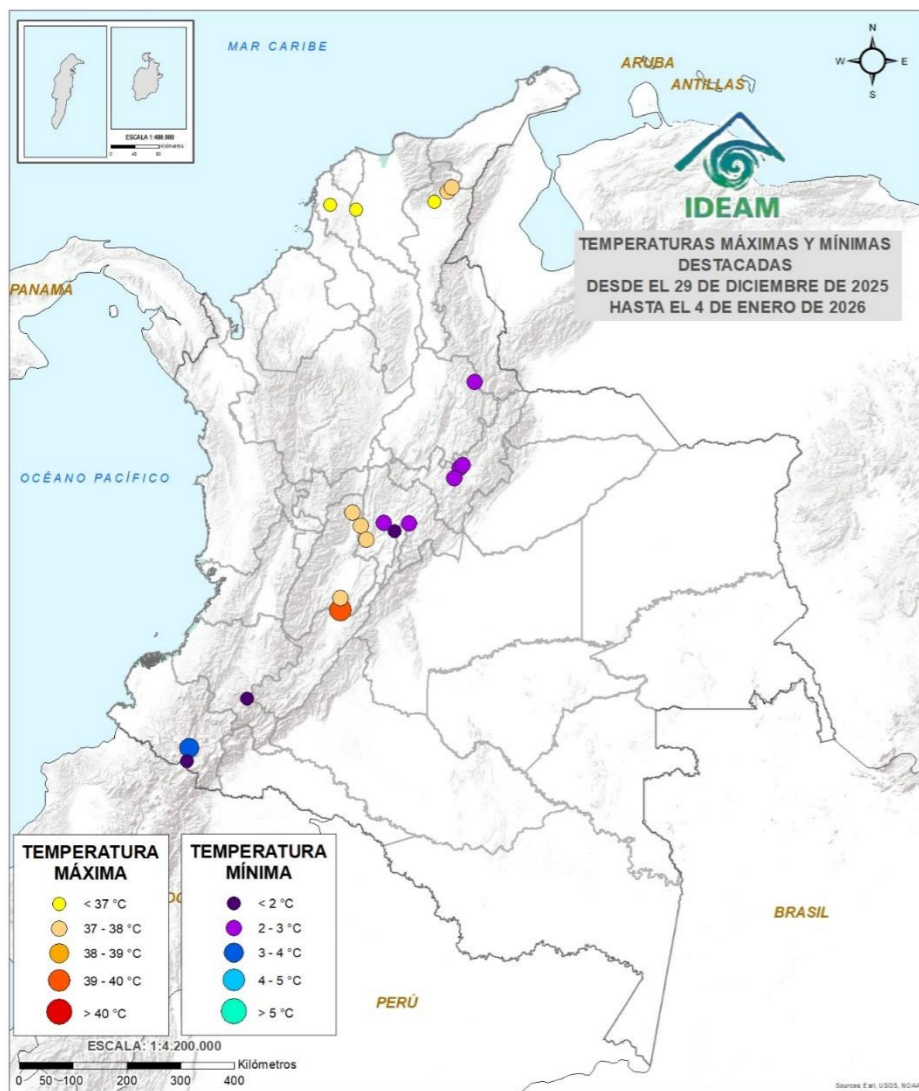 MAR CARIBE
N
W
E
S
ARUBA
ANTILLAS
ESCALA 1:400.000
Kilómetros
IDEAM
TEMPERATURAS MÁXIMAS Y MÍNIMAS
DESTACADAS
DESDE EL 29 DE DICIEMBRE DE 2025
HASTA EL 4 DE ENERO DE 2026
PANAMÁ
OCÉANO PACÍFICO
BRASIL
PERÚ
TEMPERATURA
MÁXIMA
< 37 °C
37 - 38 °C
38 - 39 °C
39 - 40 °C
> 40 °C
TEMPERATURA
MÍNIMA
< 2 °C
2 - 3 °C
3 - 4 °C
4 - 5 °C
> 5 °C
ESCALA: 1:4.200.000
Kilómetros
0 50 100 200 300 400